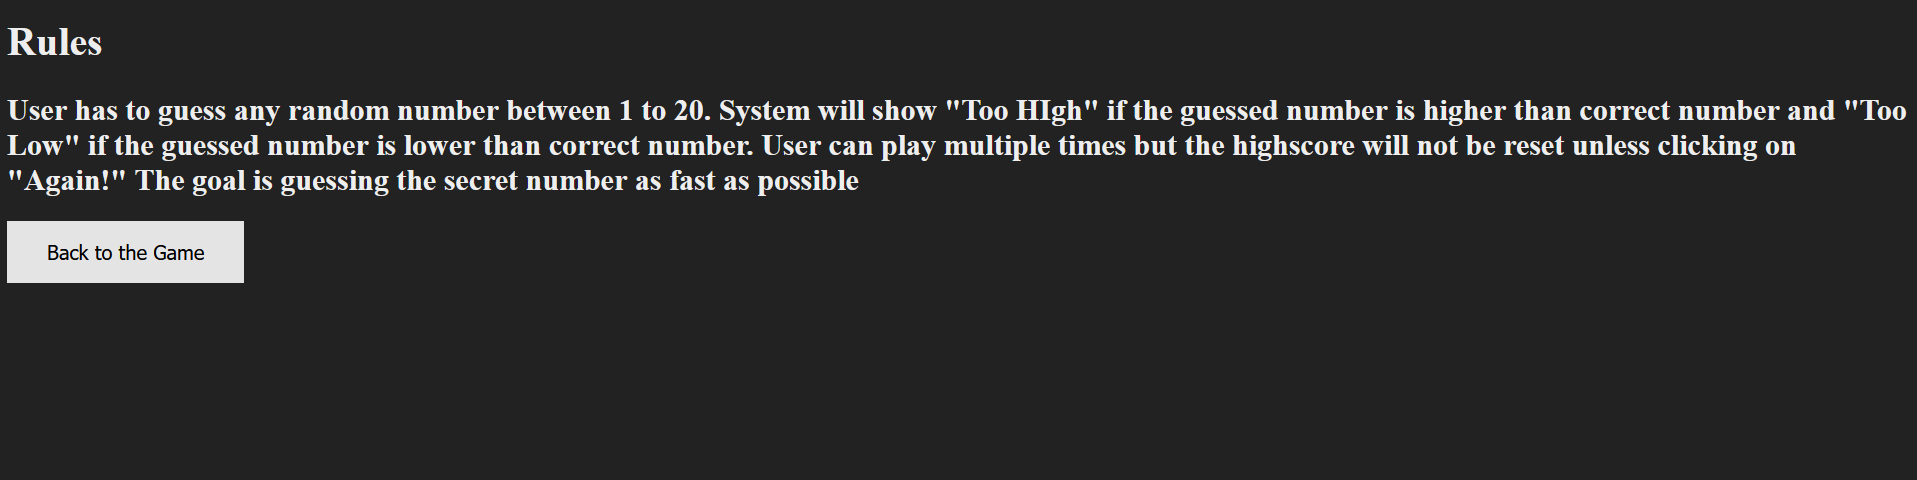 Rules
User has to guess any random number between 1 to 20. System will show "Too HIgh" if the guessed number is higher than correct number and "Too
Low" if the guessed number is lower than correct number. User can play multiple times but the highscore will not be reset unless clicking on
"Again!" The goal is guessing the secret number as fast as possible
Back to the Game